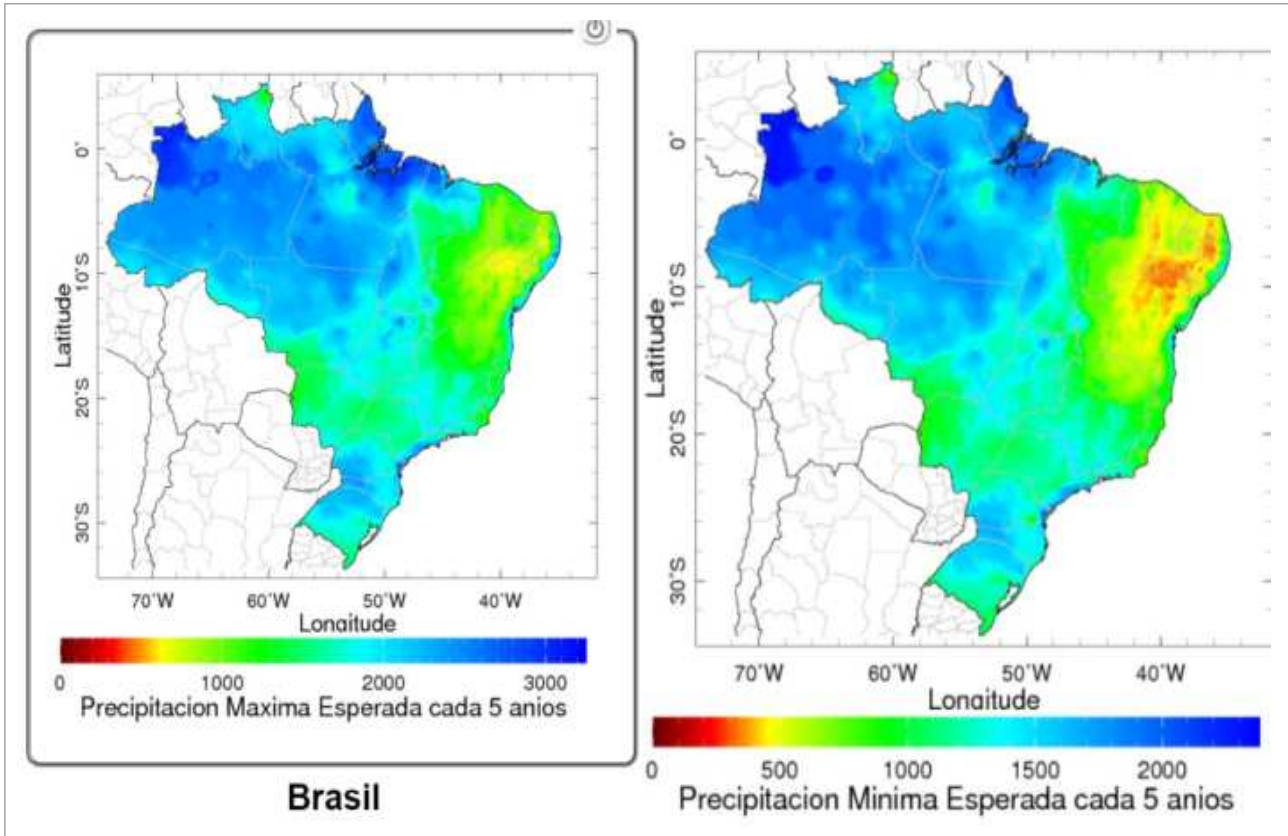 0°
10°S
20°S
30°S
Latitude
70°W 60°W 50°W 40°W
Longitude
0 1000 2000 3000
Precipitacion Maxima Esperada cada 5 anios
Brasil
0°
10°S
20°S
30°S
Latitude
70°W 60°W 50°W 40°W
Longitude
0 500 1000 1500 2000
Precipitacion Minima Esperada cada 5 anios